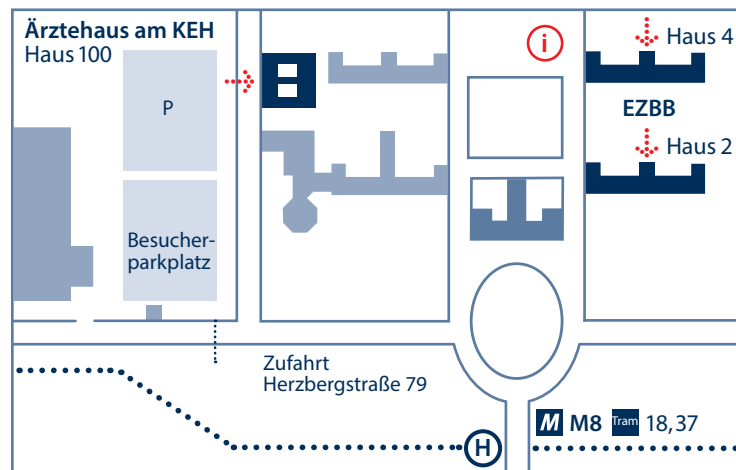 Ärztehaus am KEH
Haus 100
P
Besucher-
parkplatz
i
Haus 4
EZBB
Haus 2
Zufahrt
Herzbergstraße 79
H
M M8 Tram 18,37